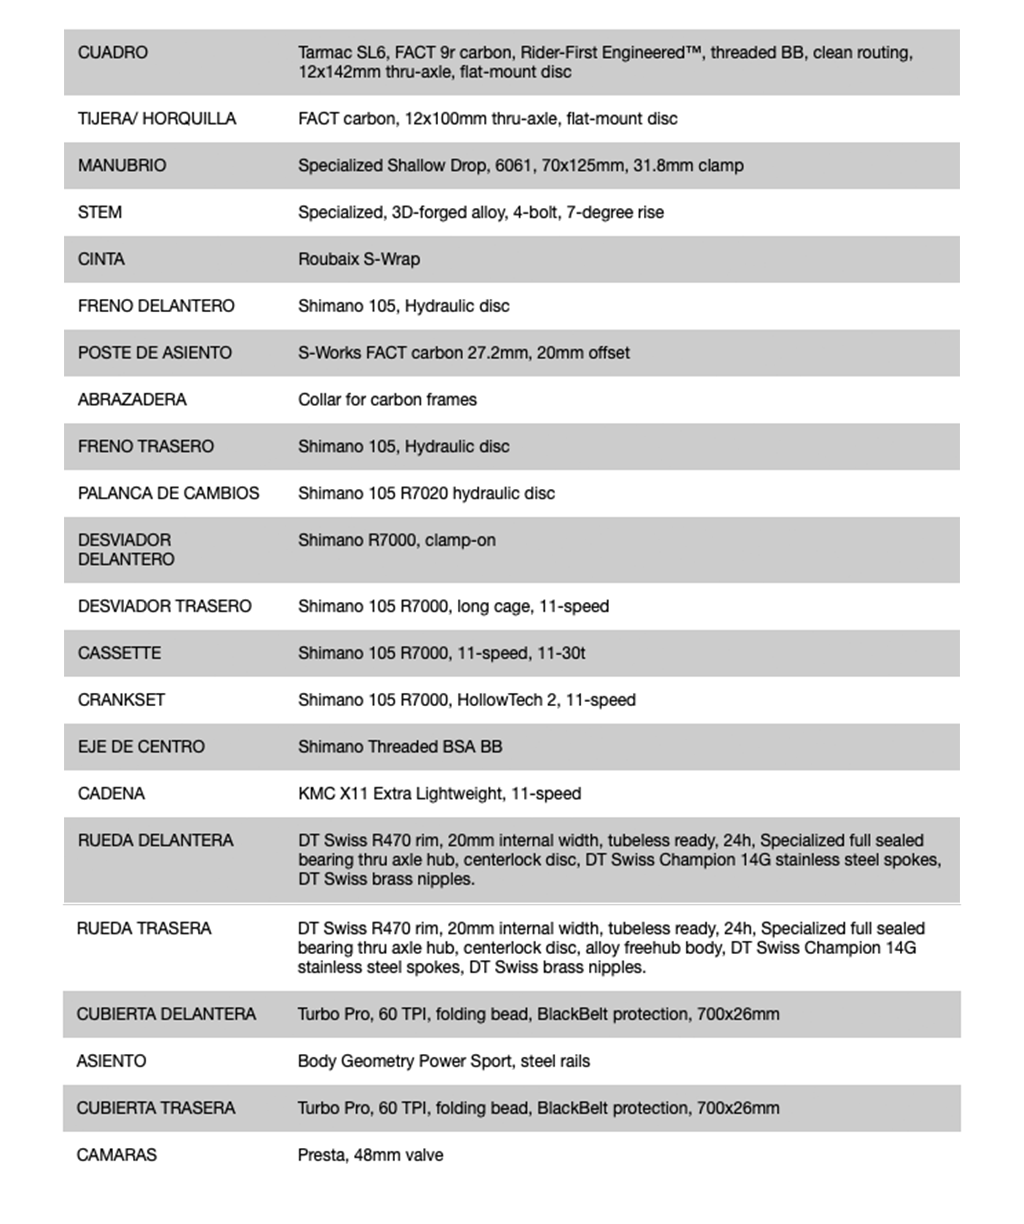 CUADRO
Tarmac SL6, FACT 9r carbon, Rider-First Engineered™, threaded BB, clean routing,
12x142mm thru-axle, flat-mount disc
TIJERA/ HORQUILLA
FACT carbon, 12x100mm thru-axle, flat-mount disc
MANUBRIO
Specialized Shallow Drop, 6061, 70x125mm, 31.8mm clamp
STEM
Specialized, 3D-forged alloy, 4-bolt, 7-degree rise
CINTA
Roubaix S-Wrap
FRENO DELANTERO
Shimano 105, Hydraulic disc
POSTE DE ASIENTO
S-Works FACT carbon 27.2mm, 20mm offset
ABRAZADERA
Collar for carbon frames
FRENO TRASERO
Shimano 105, Hydraulic disc
PALANCA DE CAMBIOS
Shimano 105 R7020 hydraulic disc
DESVIADOR
DELANTERO
Shimano R7000, clamp-on
DESVIADOR TRASERO
Shimano 105 R7000, long cage, 11-speed
CASSETTE
Shimano 105 R7000, 11-speed, 11-30t
CRANKSET
Shimano 105 R7000, HollowTech 2, 11-speed
EJE DE CENTRO
Shimano Threaded BSA BB
CADENA
KMC X11 Extra Lightweight, 11-speed
RUEDA DELANTERA
DT Swiss R470 rim, 20mm internal width, tubeless ready, 24h, Specialized full sealed
bearing thru axle hub, centerlock disc, DT Swiss Champion 14G stainless steel spokes,
DT Swiss brass nipples.
RUEDA TRASERA
DT Swiss R470 rim, 20mm internal width, tubeless ready, 24h, Specialized full sealed
bearing thru axle hub, centerlock disc, alloy freehub body, DT Swiss Champion 14G
stainless steel spokes, DT Swiss brass nipples.
CUBIERTA DELANTERA
Turbo Pro, 60 TPI, folding bead, BlackBelt protection, 700x26mm
ASIENTO
Body Geometry Power Sport, steel rails
CUBIERTA TRASERA
Turbo Pro, 60 TPI, folding bead, BlackBelt protection, 700x26mm
CAMARAS
Presta, 48mm valve